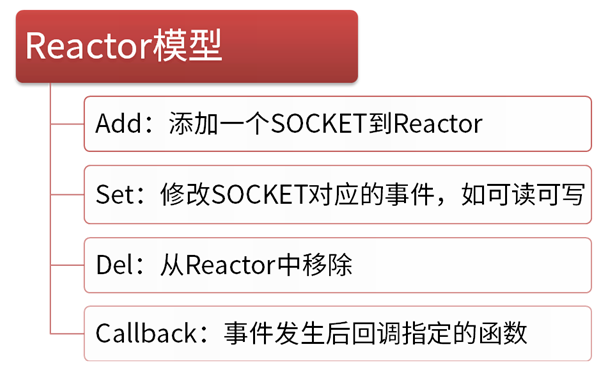 Reactor模型
Add：添加一个SOCKET到Reactor
Set：修改SOCKET对应的事件，如可读可写
Del：从Reactor中移除
Callback：事件发生后回调指定的函数